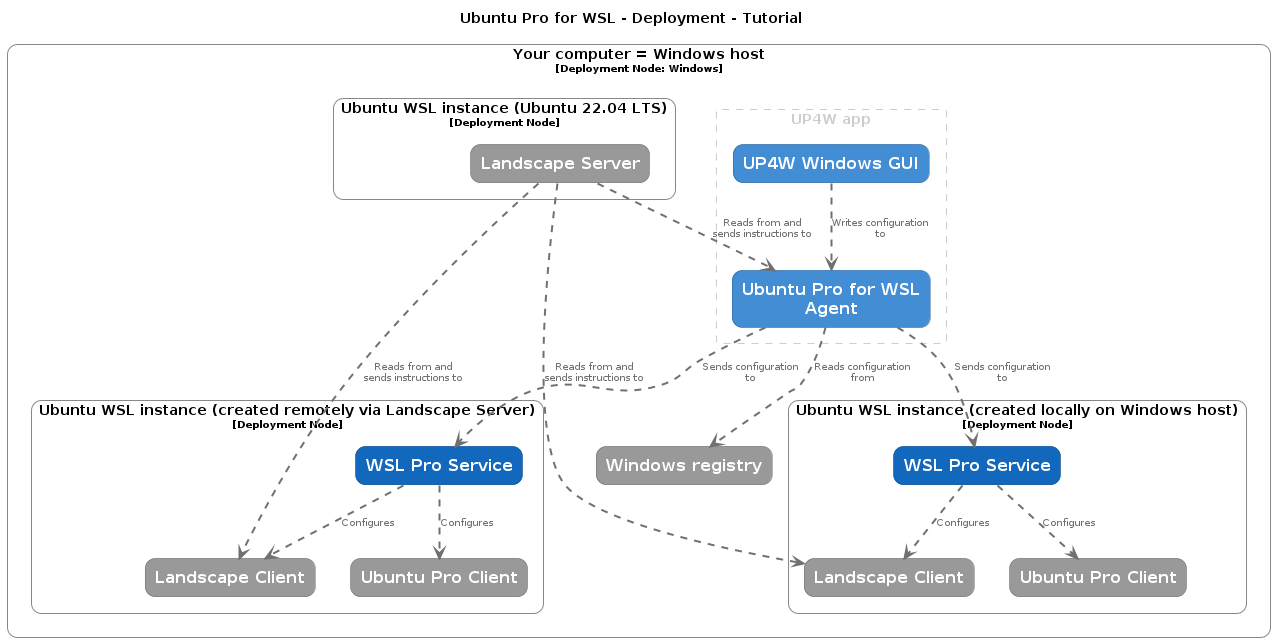 Ubuntu Pro for WSL - Deployment - Tutorial
Your computer = Windows host
[Deployment Node: Windows]
Ubuntu WSL instance (Ubuntu 22.04 LTS)
[Deployment Node]
Landscape Server
UP4W app
UP4W Windows GUI
Reads from and
sends instructions to
Writes configuration
to
Ubuntu Pro for WSL
Agent
Reads from and
sends instructions to
Reads from and
sends instructions to
Sends configuration
to
Reads configuration
from
Sends configuration
to
Ubuntu WSL instance (created remotely via Landscape Server)
[Deployment Node]
WSL Pro Service
Configures
Configures
Landscape Client
Ubuntu Pro Client
Windows registry
Ubuntu WSL instance (created locally on Windows host)
[Deployment Node]
WSL Pro Service
Configures
Configures
Landscape Client
Ubuntu Pro Client